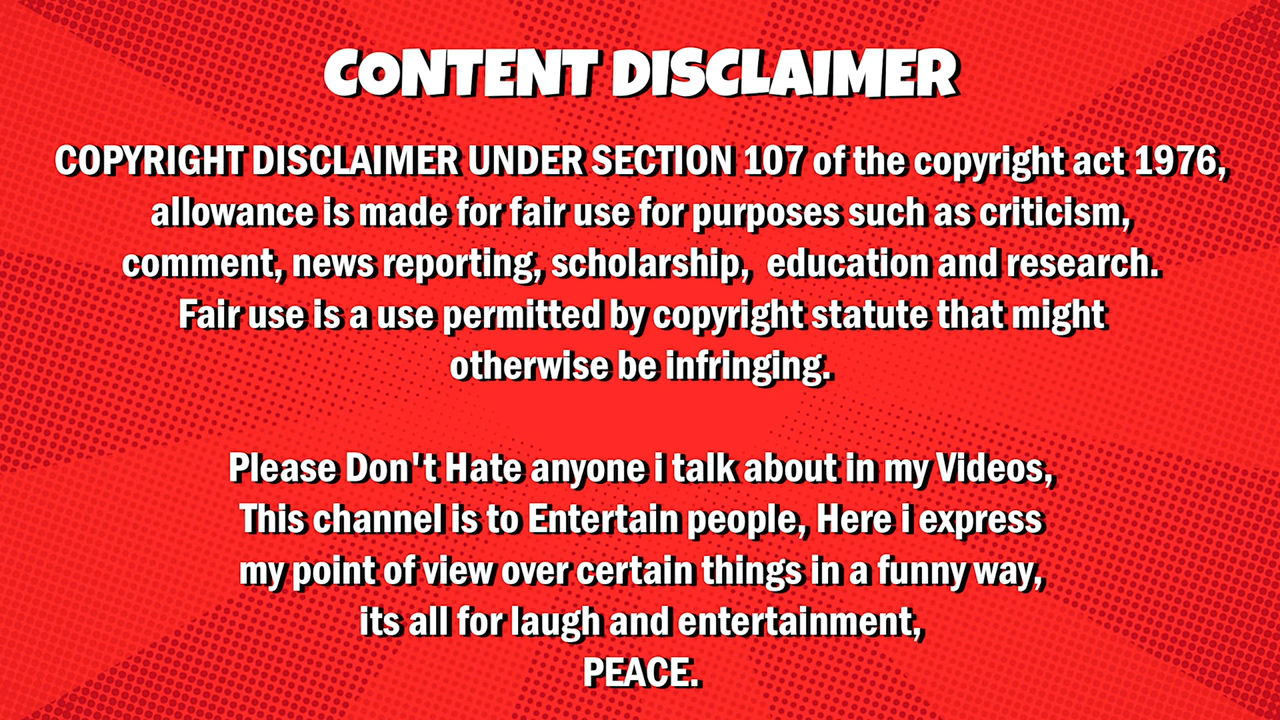 CONTENT DISCLAIMER
COPYRIGHT DISCLAIMER UNDER SECTION 107 of the copyright act 1976,
allowance is made for fair use for purposes such as criticism,
comment, news reporting, scholarship,  education and research.
Fair use is a use permitted by copyright statute that might
otherwise be infringing.
Please Don't Hate anyone i talk about in my Videos,
This channel is to Entertain people, Here i express
my point of view over certain things in a funny way,
its all for laugh and entertainment,
PEACE.